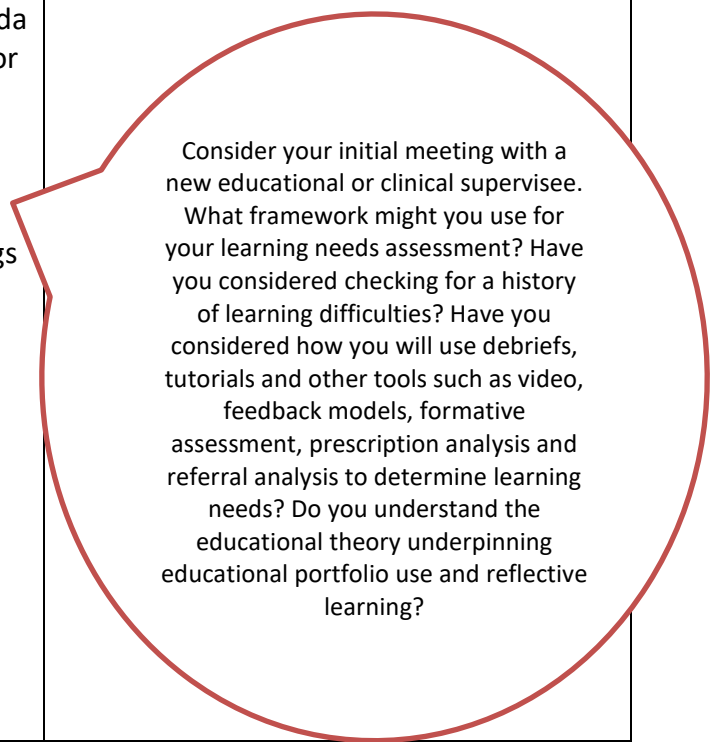 da
or
gs
Consider your initial meeting with a
new educational or clinical supervisee.
What framework might you use for
your learning needs assessment? Have
you considered checking for a history
of learning difficulties? Have you
considered how you will use debriefs,
tutorials and other tools such as video,
feedback models, formative
assessment, prescription analysis and
referral analysis to determine learning
needs? Do you understand the
educational theory underpinning
educational portfolio use and reflective
learning?